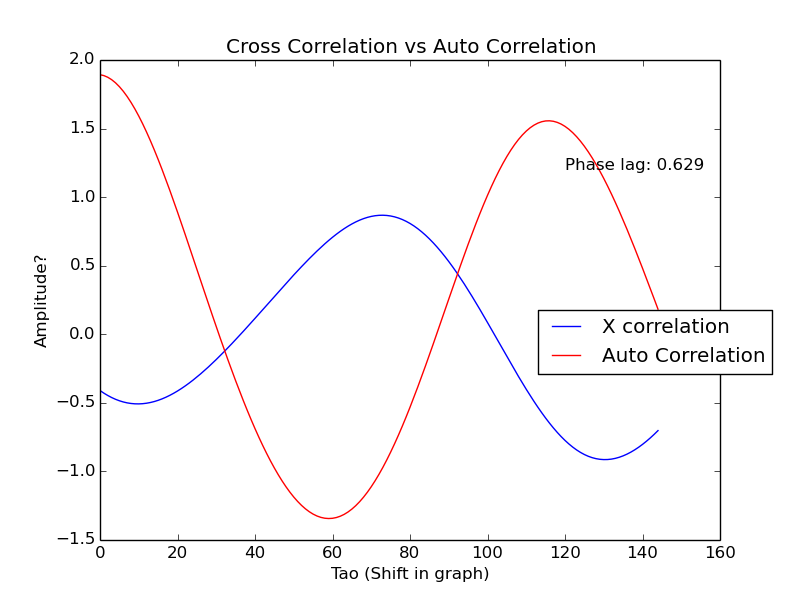 Cross Correlation vs Auto Correlation
2.0
1.5
1.0
0.5
0.0
−0.5
−1.0
−1.5
Amplitude?
Phase lag: 0.629
X correlation
Auto Correlation
0 20 40 60 80 100 120 140 160
Tao (Shift in graph)